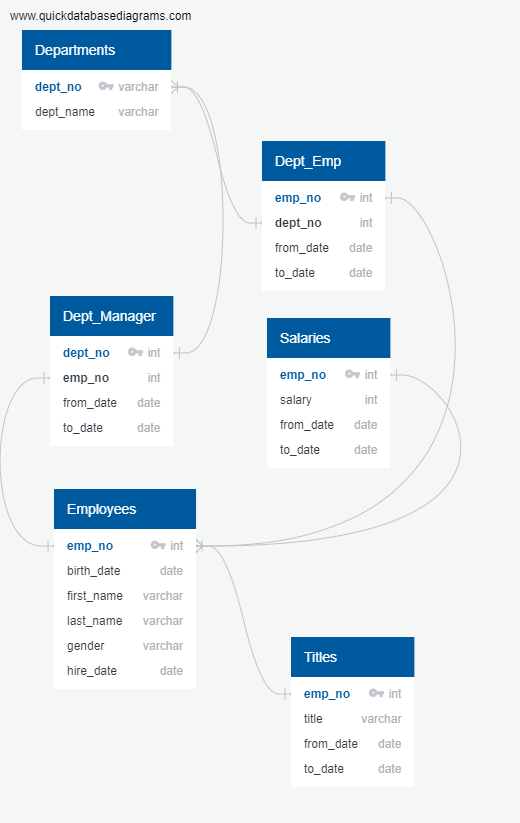 www.quickdatabasediagrams.com
Departments
dept_no varchar
dept_name varchar
Dept_Emp
emp_no int
dept_no int
from_date date
to_date date
Dept_Manager
dept_no int
emp_no int
from_date date
to_date date
Salaries
emp_no int
salary int
from_date date
to_date date
Employees
emp_no int
birth_date date
first_name varchar
last_name varchar
gender varchar
hire_date date
Titles
emp_no int
title varchar
from_date date
to_date date